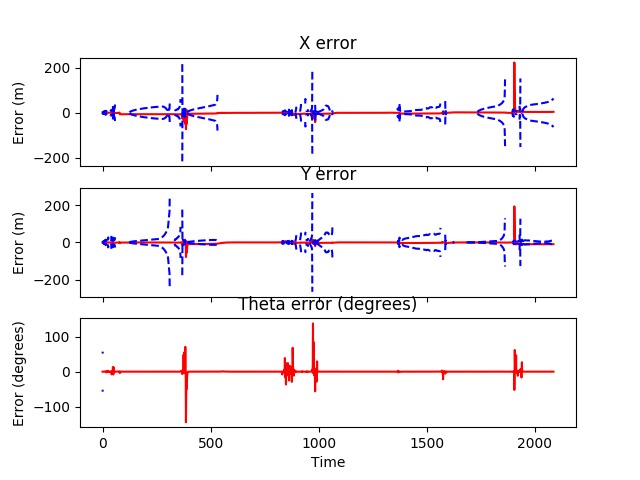 X error
Error (m)
200
0
−200
Y error
Error (m)
200
0
−200
Theta error (degrees)
Error (degrees)
100
0
−100
0 500 1000 1500 2000
Time